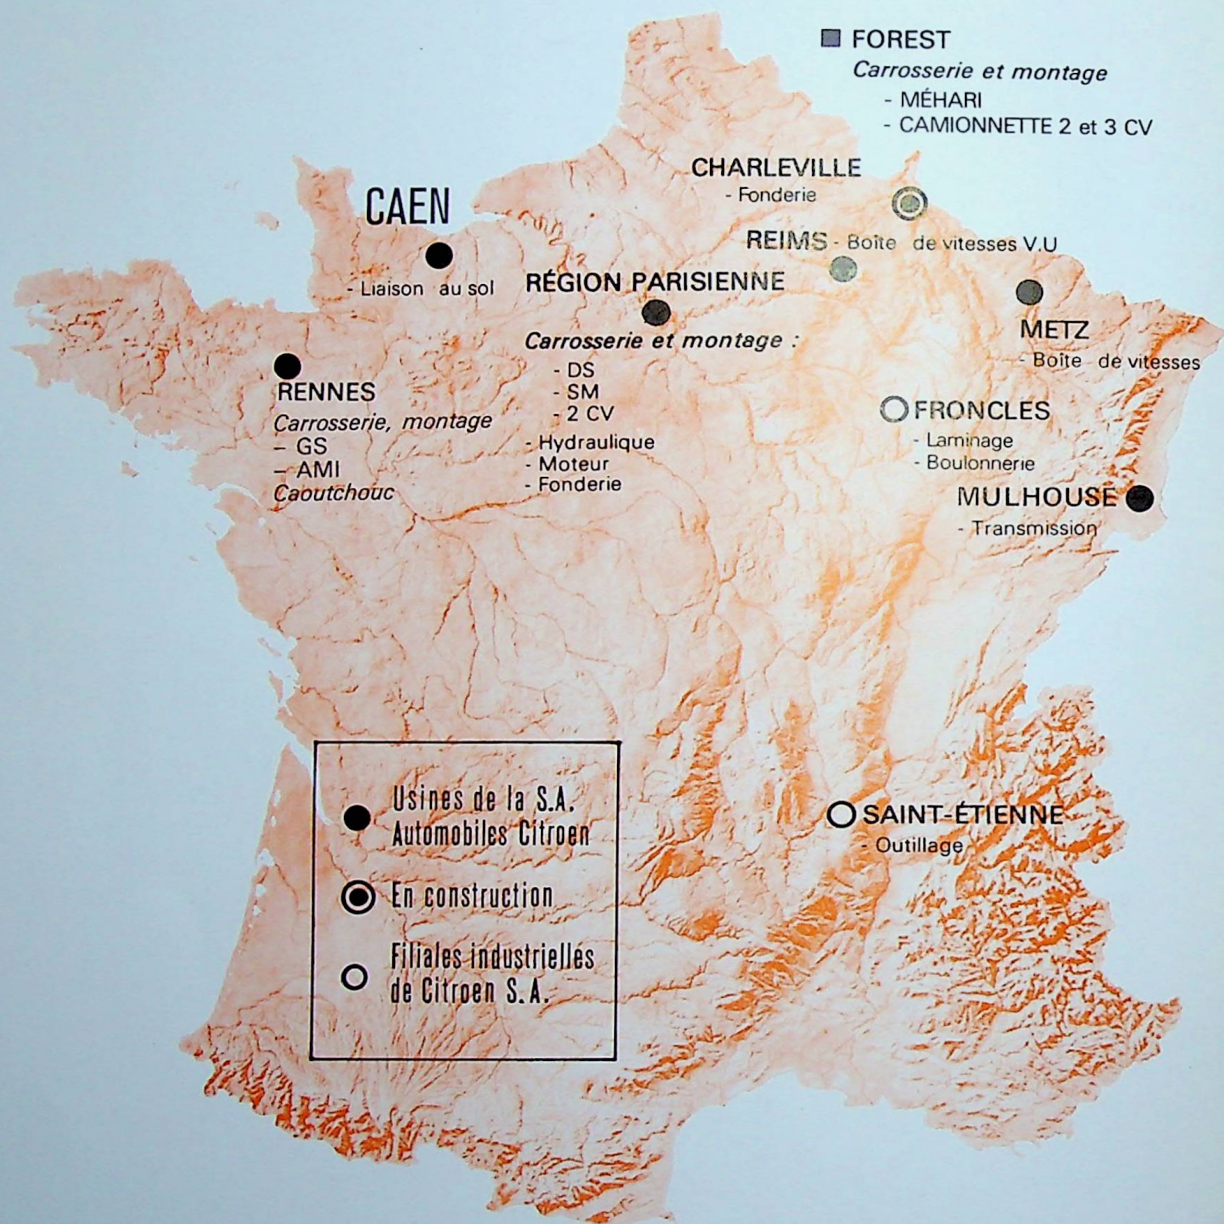 FOREST
Carrosserie et montage
- MÉHARI
- CAMIONNETTE 2 et 3 CV
CHARLEVILLE
- Fonderie
CAEN
- Liaison au sol
REIMS - Boîte de vitesses V.U
RÉGION PARISIENNE
Carrosserie et montage :
- DS
- SM
- 2 CV
- Hydraulique
- Moteur
- Fonderie
METZ
- Boîte de vitesses
RENNES
Carrosserie, montage
– GS
– AMI
Caoutchouc
FRONCLES
- Laminage
- Boulonnerie
MULHOUSE
- Transmission
SAINT-ÉTIENNE
- Outillage
Usines de la S.A.
Automobiles Citroen
En construction
Filiales industrielles
de Citroen S.A.